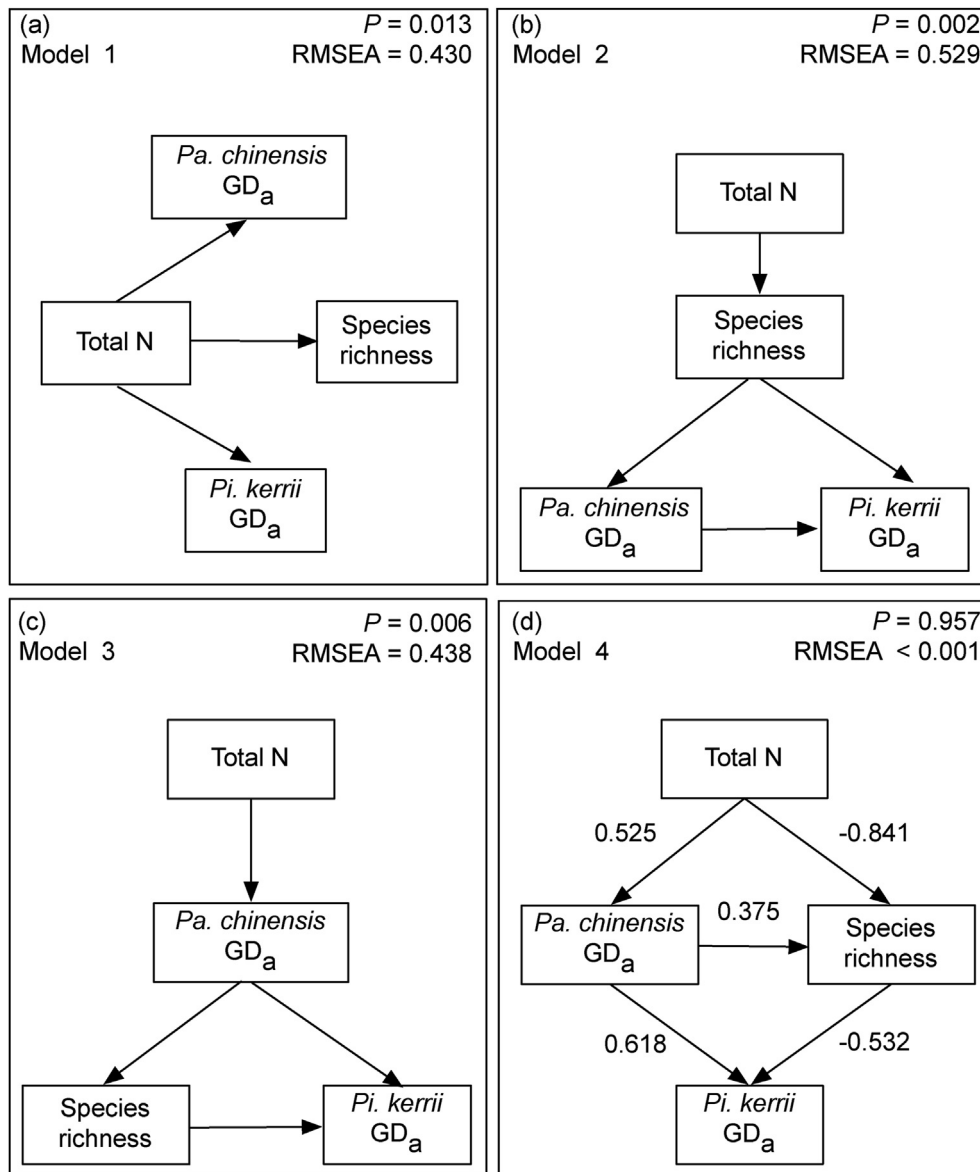 (a)
P = 0.013
Model 1
RMSEA = 0.430
Pa. chinensis
GDa
Total N
Species
richness
Pi. kerrii
GDa
(b)
P = 0.002
Model 2
RMSEA = 0.529
Total N
Species
richness
Pa. chinensis
GDa
Pi. kerrii
GDa
(c)
P = 0.006
Model 3
RMSEA = 0.438
Total N
Pa. chinensis
GDa
Species
richness
Pi. kerrii
GDa
(d)
P = 0.957
Model 4
RMSEA < 0.001
Total N
0.525
-0.841
Pa. chinensis
GDa
0.375
Species
richness
0.618
-0.532
Pi. kerrii
GDa